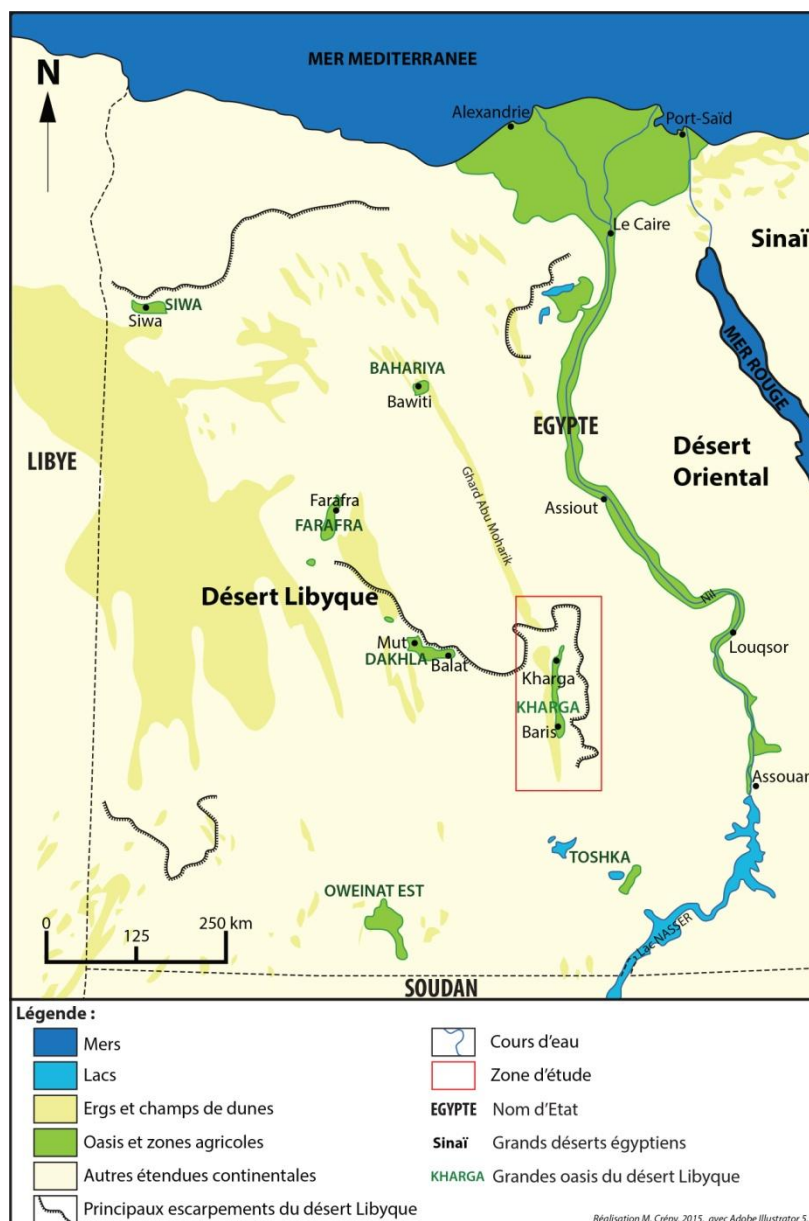 MER MEDITERRANEE
N
Alexandrie
Port-Saïd
Le Caire
Sinaï
SIWA
Siwa
MER ROUGE
BAHARIYA
Bawiti
EGYPTE
LIBYE
Désert
Oriental
Ghard Abu Moharik
Farafra
FARAFRA
Assiout
Désert Libyque
Nil
Mut
DAKHLA
Balat
Louqsor
Kharga
KHARGA
Baris
Assouan
TOSHKA
OWEINAT EST
0
125
250 km
Lac NASSER
SOUDAN
Légende :
Mers
Lacs
Ergs et champs de dunes
Oasis et zones agricoles
Autres étendues continentales
Principaux escarpements du désert Libyque
Cours d'eau
Zone d'étude
EGYPTE Nom d'Etat
Sinaï Grands déserts égyptiens
KHARGA Grandes oasis du désert Libyque
Réalisation M. Crépy, 2015, avec Adobe Illustrator